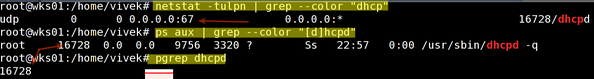 root@wks01:/home/vivek# netstat -tulpn | grep --color "dhcp"
udp 0 0 0.0.0.0:67 0.0.0.0:* 16728/dhcpd
root@wks01:/home/vivek# ps aux | grep --color "[d]hcpd"
root 16728 0.0 0.0 9756 3320 ? Ss 22:57 0:00 /usr/sbin/dhcpd -q
root@wks01:/home/vivek# pgrep dhcpd
16728